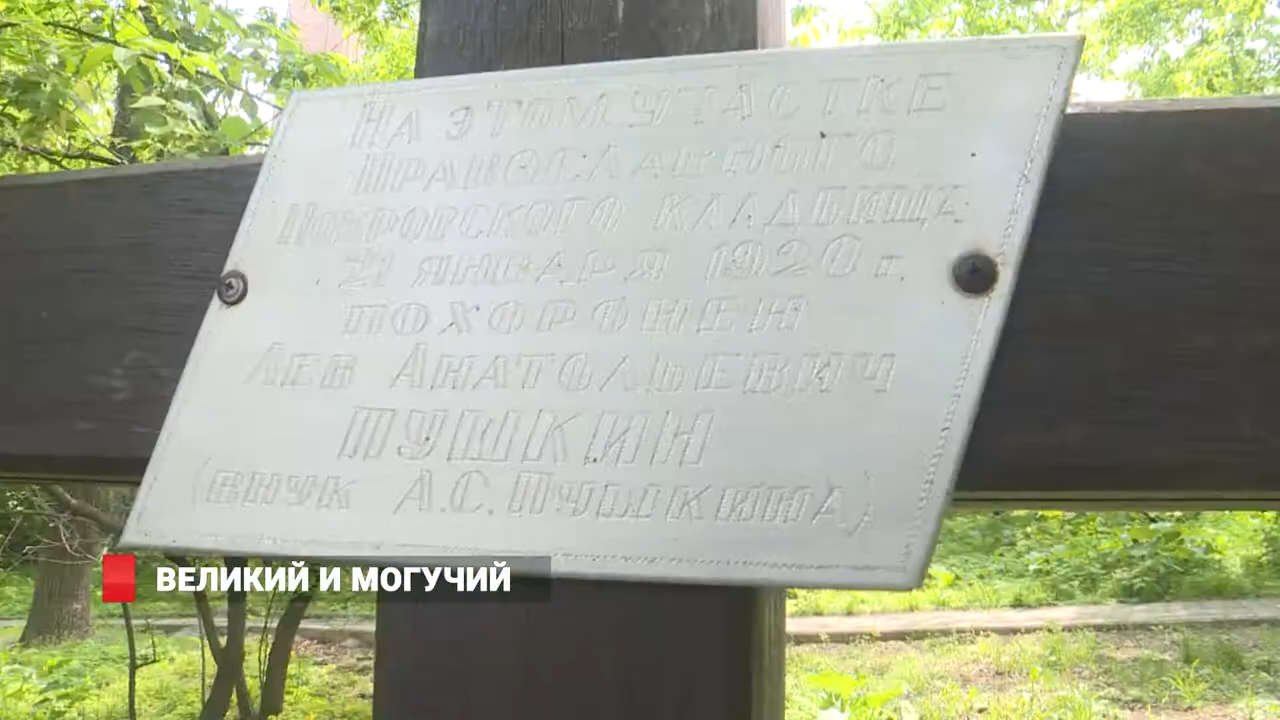 На этом участке
Православного
Покровского кладбища
21 января 1920 г.
похоронен
Лев Анатольевич
Пушкин
(внук А.С. Пушкина)
ВЕЛИКИЙ И МОГУЧИЙ